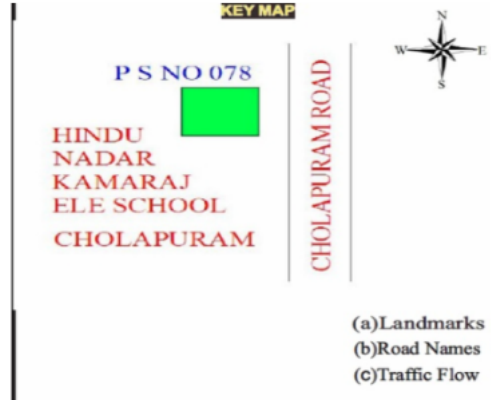 KEY MAP
N
W E
S
P S NO 078
HINDU
NADAR
KAMARAJ
ELE SCHOOL
CHOLAPURAM
CHOLAPURAM ROAD
(a)Landmarks
(b)Road Names
(c)Traffic Flow